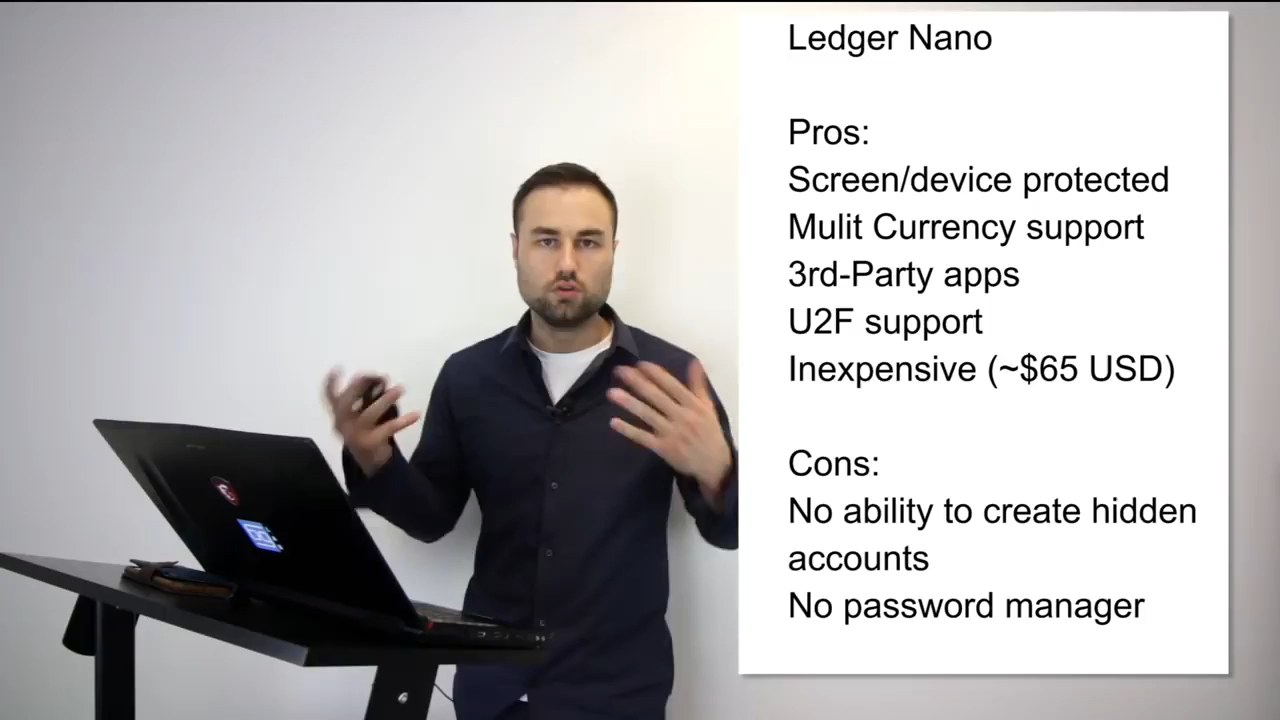 Ledger Nano
Pros:
Screen/device protected
Mulit Currency support
3rd-Party apps
U2F support
Inexpensive (~$65 USD)
Cons:
No ability to create hidden
accounts
No password manager